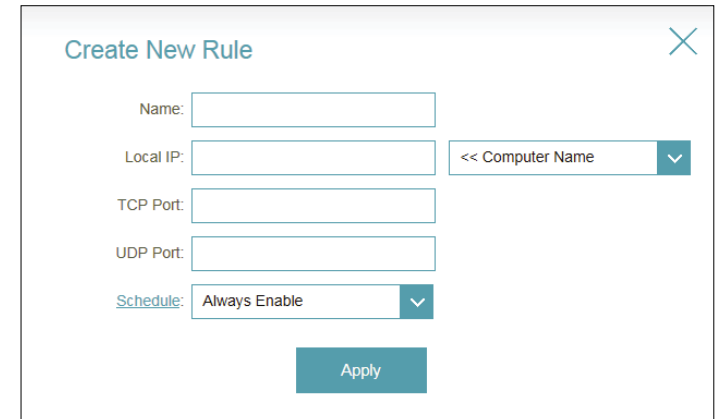 Create New Rule
Name:
Local IP: << Computer Name
TCP Port:
UDP Port:
Schedule: Always Enable
Apply